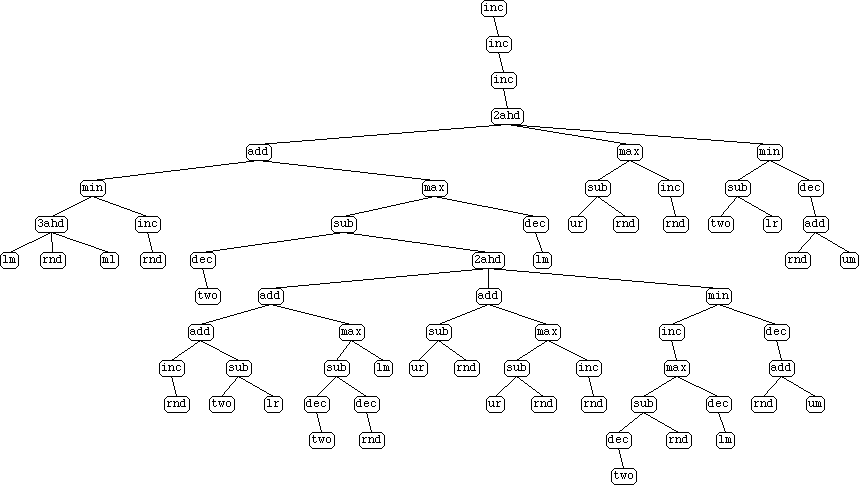 inc
inc
inc
2ahd
add max min
min max sub inc sub dec
3ahd inc sub dec ur rnd rnd two lr add
lm rnd ml rnd dec 2ahd lm rnd um
two add add min
add max sub max inc dec
inc sub sub lm ur rnd sub inc max add
rnd two lr dec dec ur rnd rnd sub dec rnd um
two rnd dec rnd lm
two